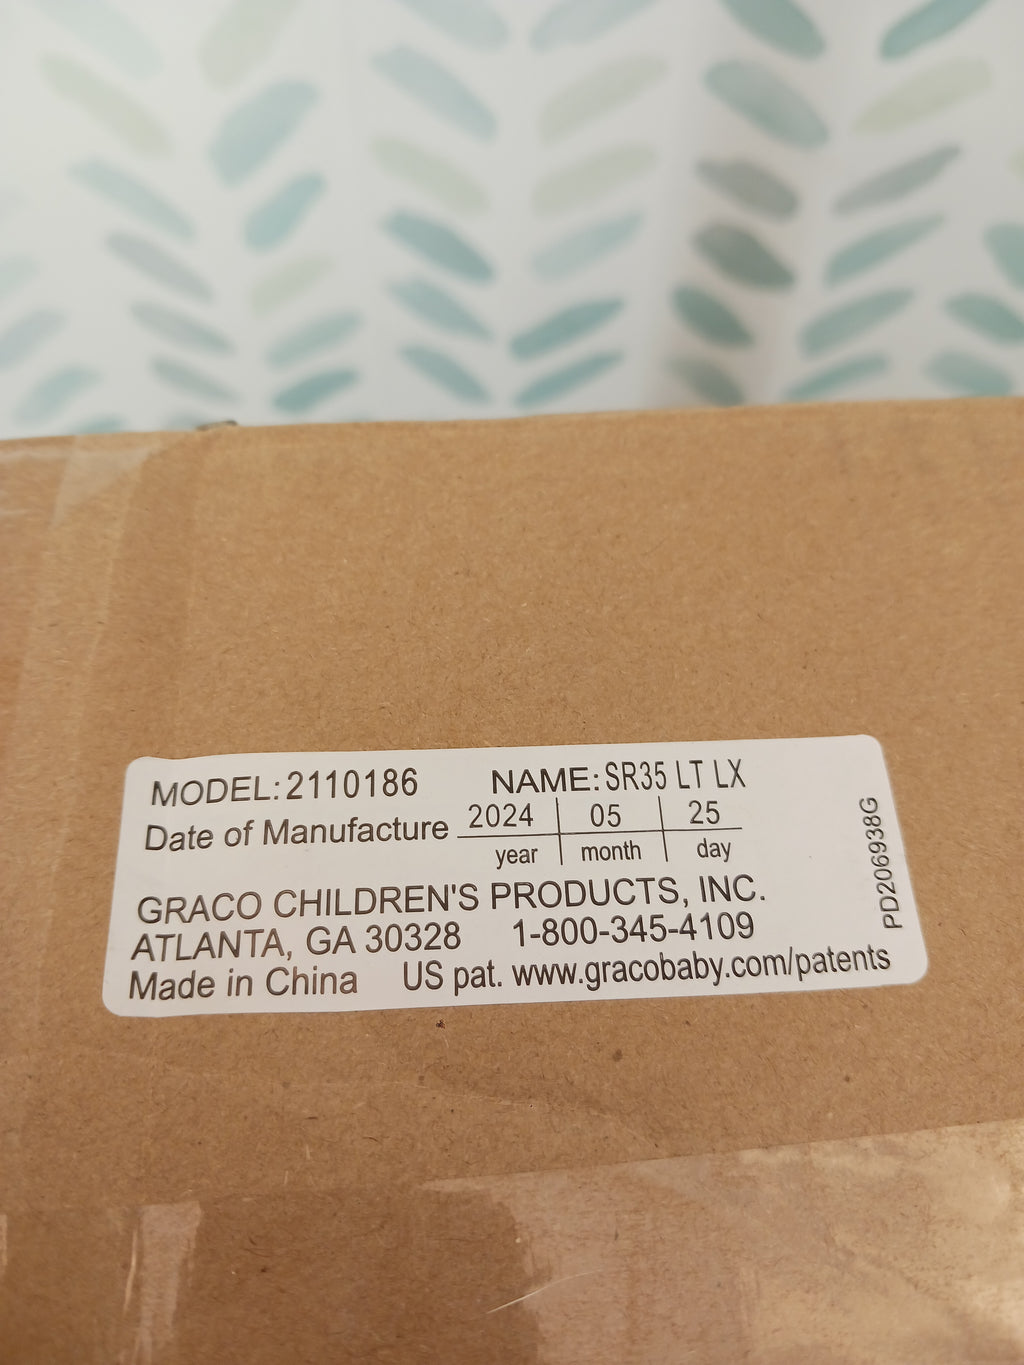 MODEL: 2110186 NAME: SR35 LT LX
Date of Manufacture 2024 05 25
year month day
GRACO CHILDREN'S PRODUCTS, INC.
ATLANTA, GA 30328 1-800-345-4109
Made in China US pat. www.gracobaby.com/patents
PD206938G